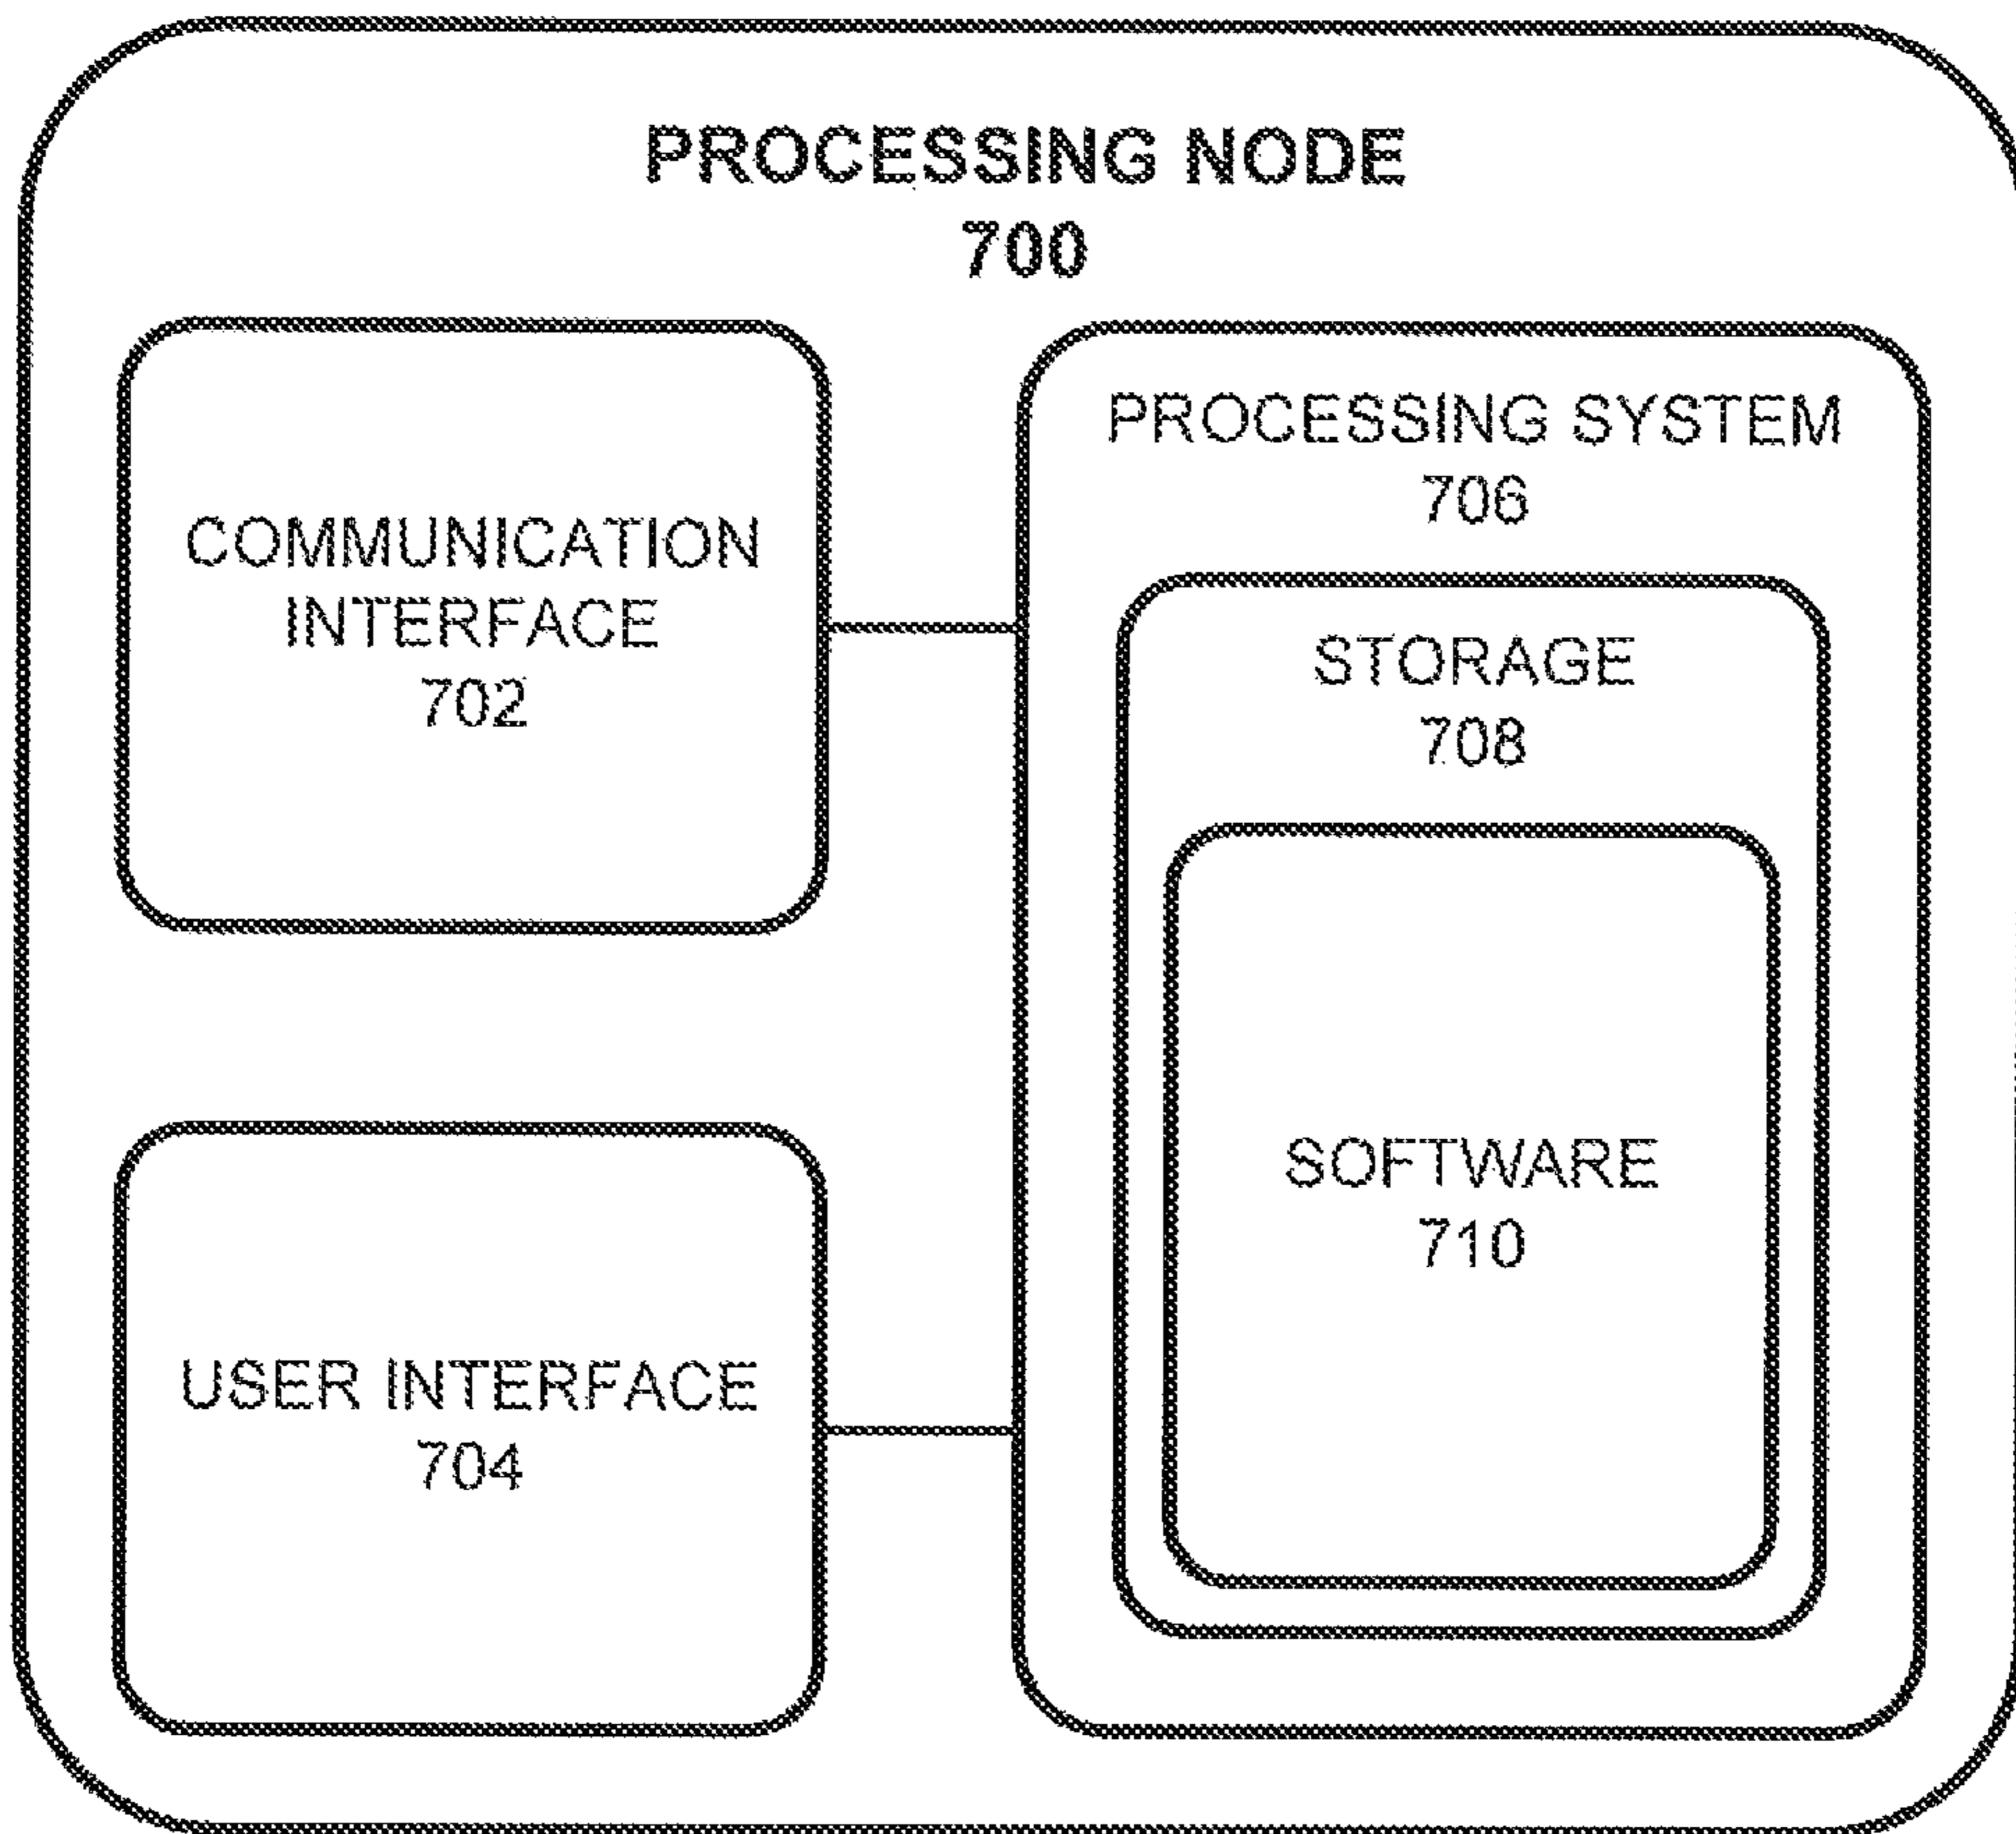 PROCESSING NODE
700
COMMUNICATION
INTERFACE
702
USER INTERFACE
704
PROCESSING SYSTEM
706
STORAGE
708
SOFTWARE
710